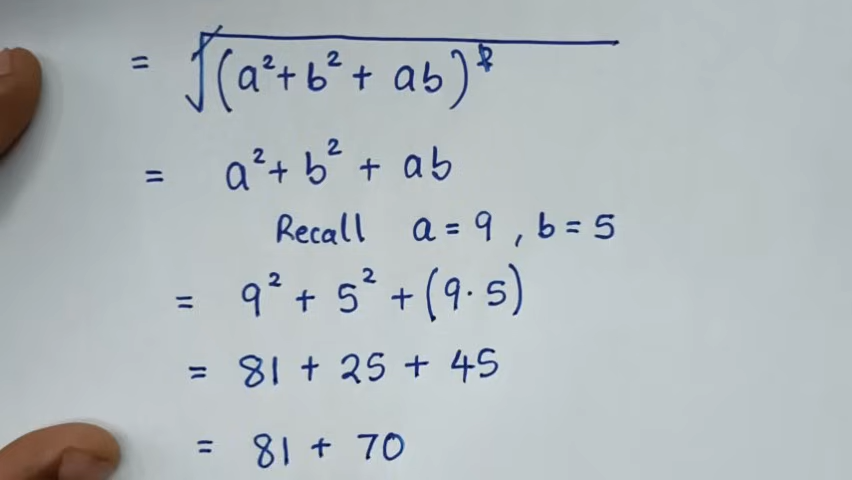 = √(a²+b²+ ab)²
= a²+ b² + ab
Recall a = 9 , b = 5
= 9² + 5² + (9·5)
= 81 + 25 + 45
= 81 + 70